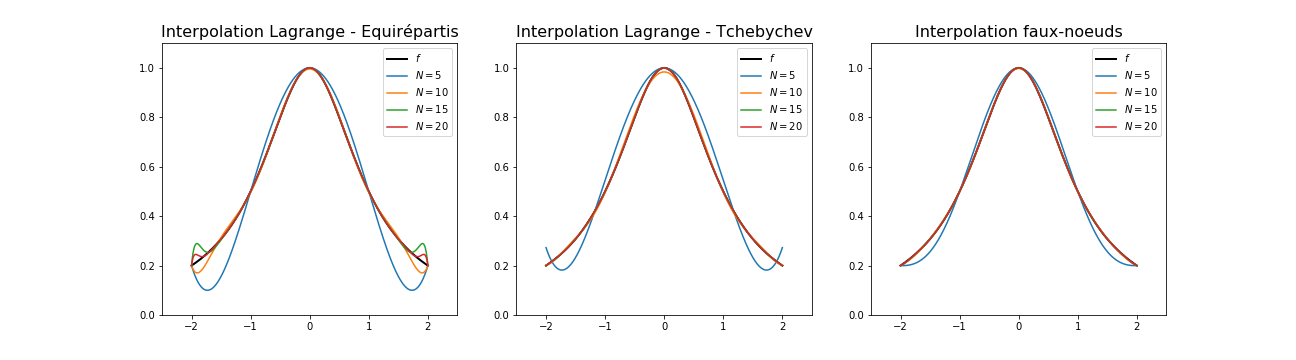 Interpolation Lagrange - Equirépartis
f
N = 5
N = 10
N = 15
N = 20
1.0
0.8
0.6
0.4
0.2
0.0
−2
−1
0
1
2
Interpolation Lagrange - Tchebychev
f
N = 5
N = 10
N = 15
N = 20
1.0
0.8
0.6
0.4
0.2
0.0
−2
−1
0
1
2
Interpolation faux-noeuds
f
N = 5
N = 10
N = 15
N = 20
1.0
0.8
0.6
0.4
0.2
0.0
−2
−1
0
1
2